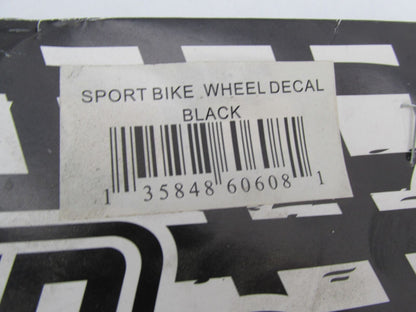 SPORT BIKE WHEEL DECAL
BLACK
1 35848 60608 1